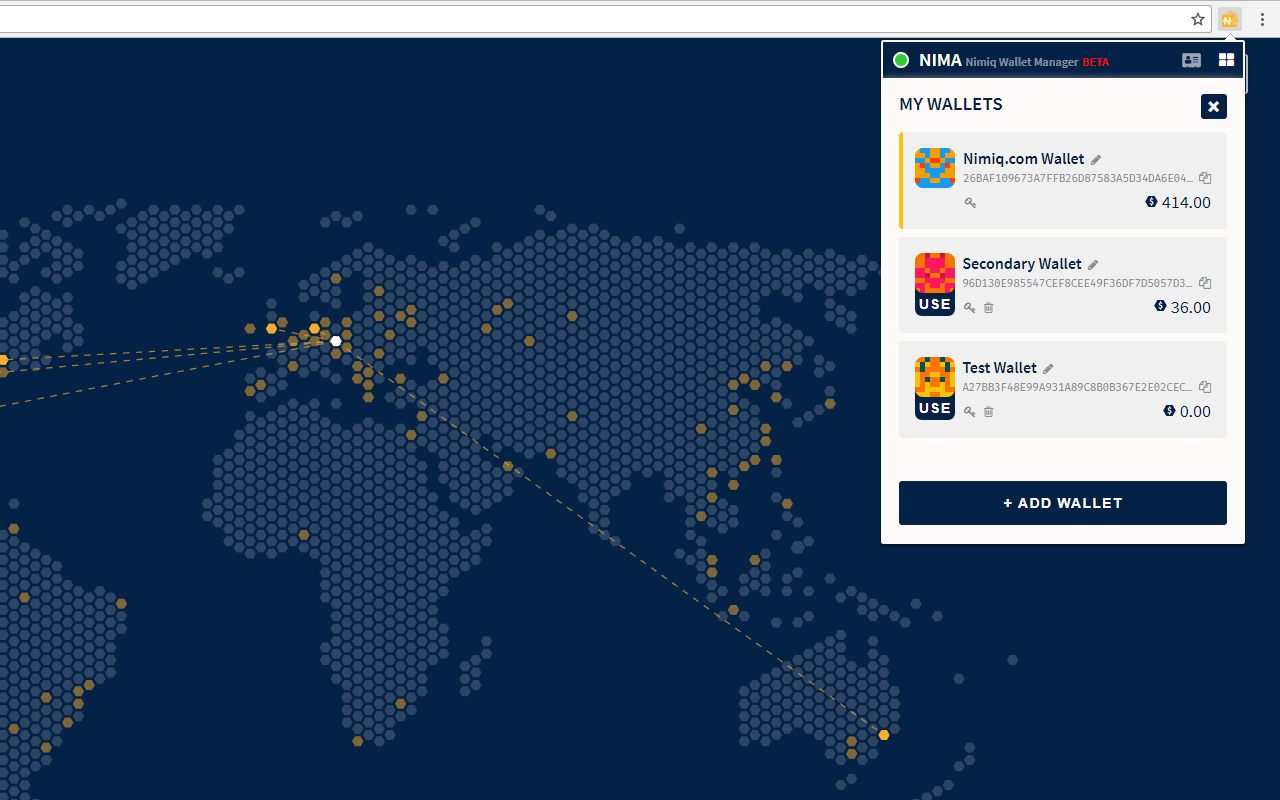 NIMA Nimiq Wallet Manager BETA
MY WALLETS
Nimiq.com Wallet
26BAF109673A7FFB26D87583A5D34DA6E04…
414.00
Secondary Wallet
96D130E985547CEF8CEE49F36DF7D5057D3…
USE
36.00
Test Wallet
A27BB3F48E99A931A89C8B0B367E2E02CEC…
USE
0.00
+ ADD WALLET